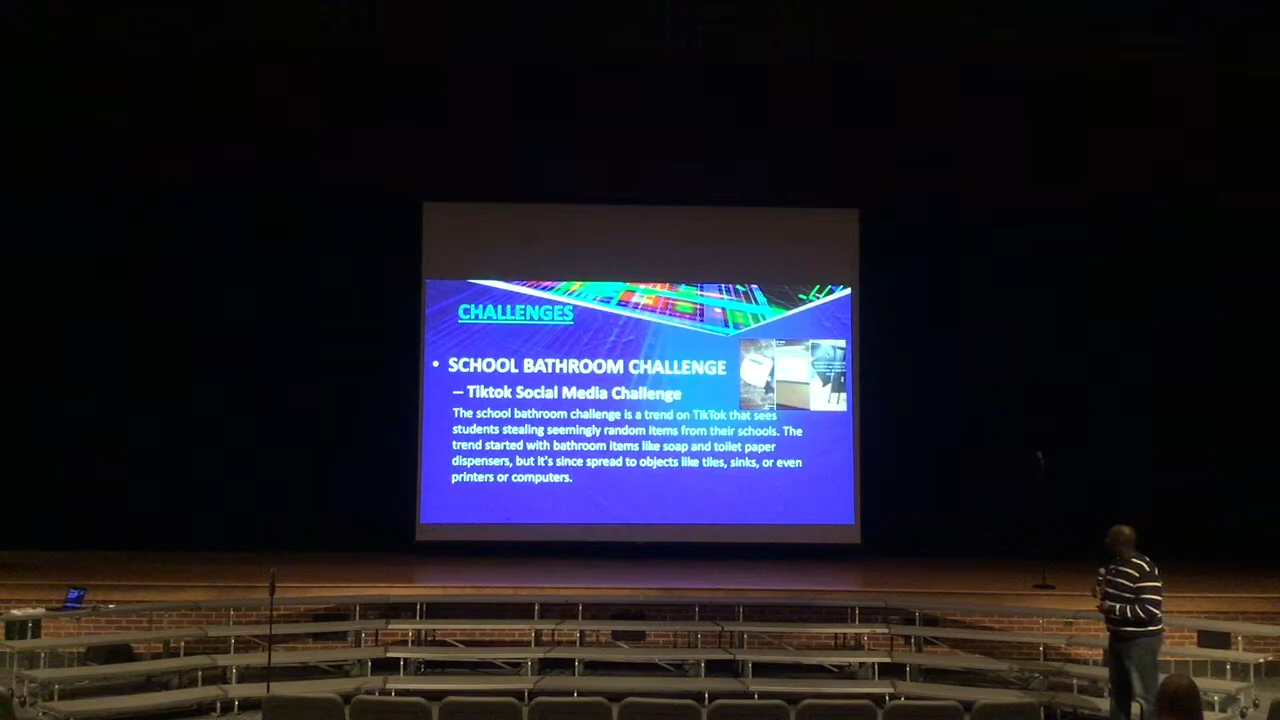 CHALLENGES
• SCHOOL BATHROOM CHALLENGE
– Tiktok Social Media Challenge
The school bathroom challenge is a trend on TikTok that sees
students stealing seemingly random items from their schools. The
trend started with bathroom items like soap and toilet paper
dispensers, but it's since spread to objects like tiles, sinks, or even
printers or computers.